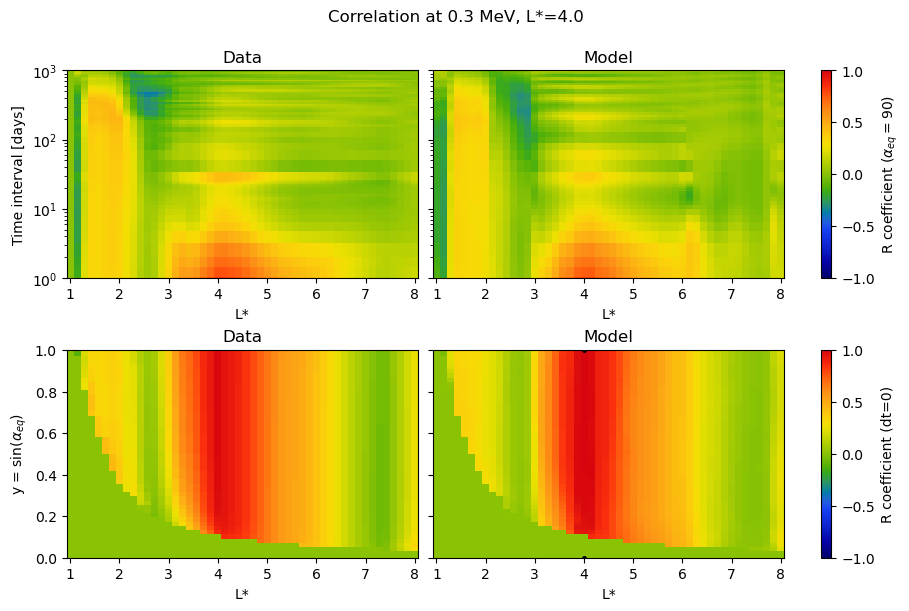 Correlation at 0.3 MeV, L*=4.0
Data
Model
Time interval [days]
10³
10²
10¹
10⁰
1 2 3 4 5 6 7 8
L*
1 2 3 4 5 6 7 8
L*
1.0
0.5
0.0
−0.5
−1.0
R coefficient (α_eq = 90)
Data
Model
y = sin(α_eq)
1.0
0.8
0.6
0.4
0.2
0.0
1 2 3 4 5 6 7 8
L*
1 2 3 4 5 6 7 8
L*
1.0
0.5
0.0
−0.5
−1.0
R coefficient (dt=0)